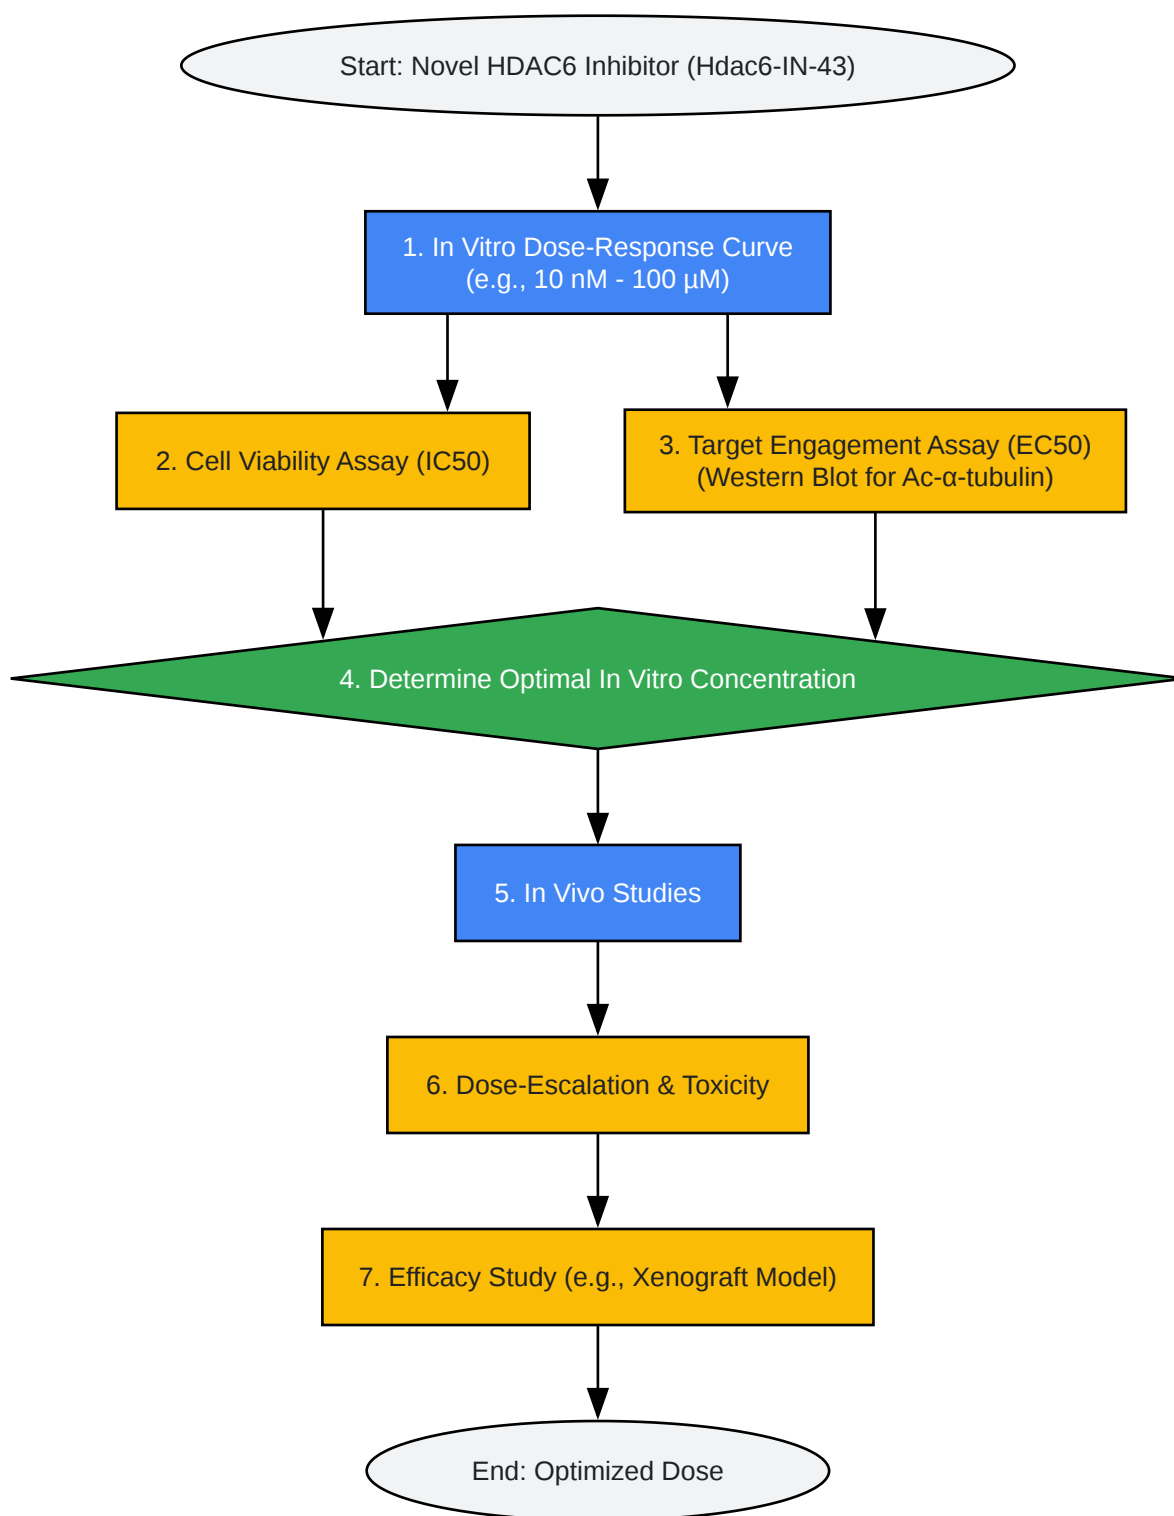 Start: Novel HDAC6 Inhibitor (Hdac6-IN-43)
1. In Vitro Dose-Response Curve
(e.g., 10 nM - 100 µM)
2. Cell Viability Assay (IC50)
3. Target Engagement Assay (EC50)
(Western Blot for Ac-α-tubulin)
4. Determine Optimal In Vitro Concentration
5. In Vivo Studies
6. Dose-Escalation & Toxicity
7. Efficacy Study (e.g., Xenograft Model)
End: Optimized Dose